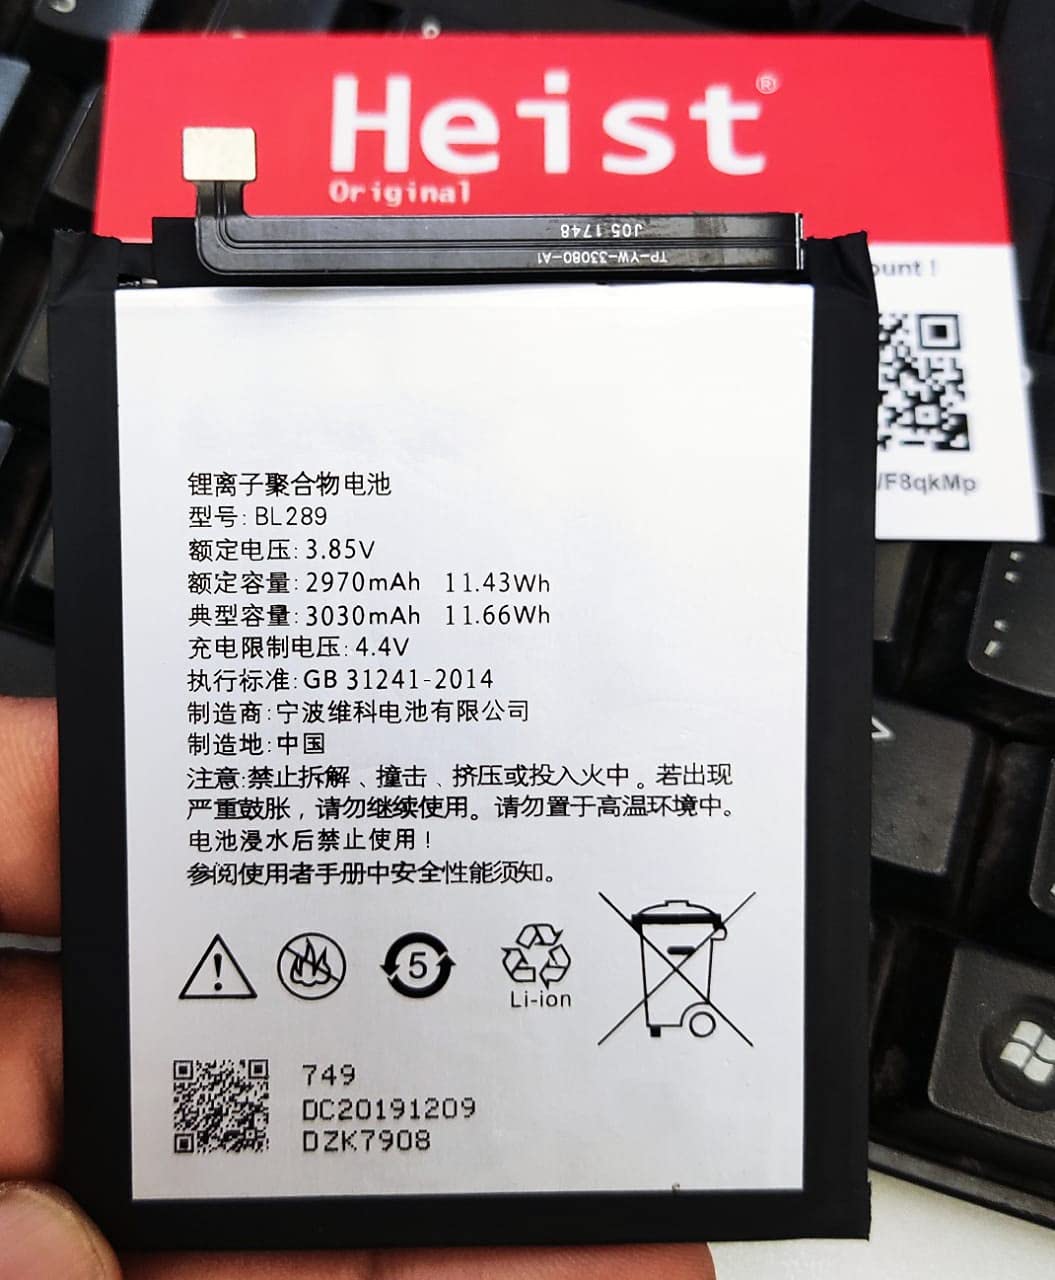 Heist®
Original
J05 1748
TP-YW-33080-A1
ount !
/F8qkMp
锂离子聚合物电池
型号: BL289
额定电压: 3.85V
额定容量: 2970mAh 11.43Wh
典型容量: 3030mAh 11.66Wh
充电限制电压: 4.4V
执行标准: GB 31241-2014
制造商: 宁波维科电池有限公司
制造地: 中国
注意:禁止拆解、撞击、挤压或投入火中。若出现
严重鼓胀，请勿继续使用。请勿置于高温环境中。
电池浸水后禁止使用！
参阅使用者手册中安全性能须知。
5
Li-ion
749
DC20191209
DZK7908